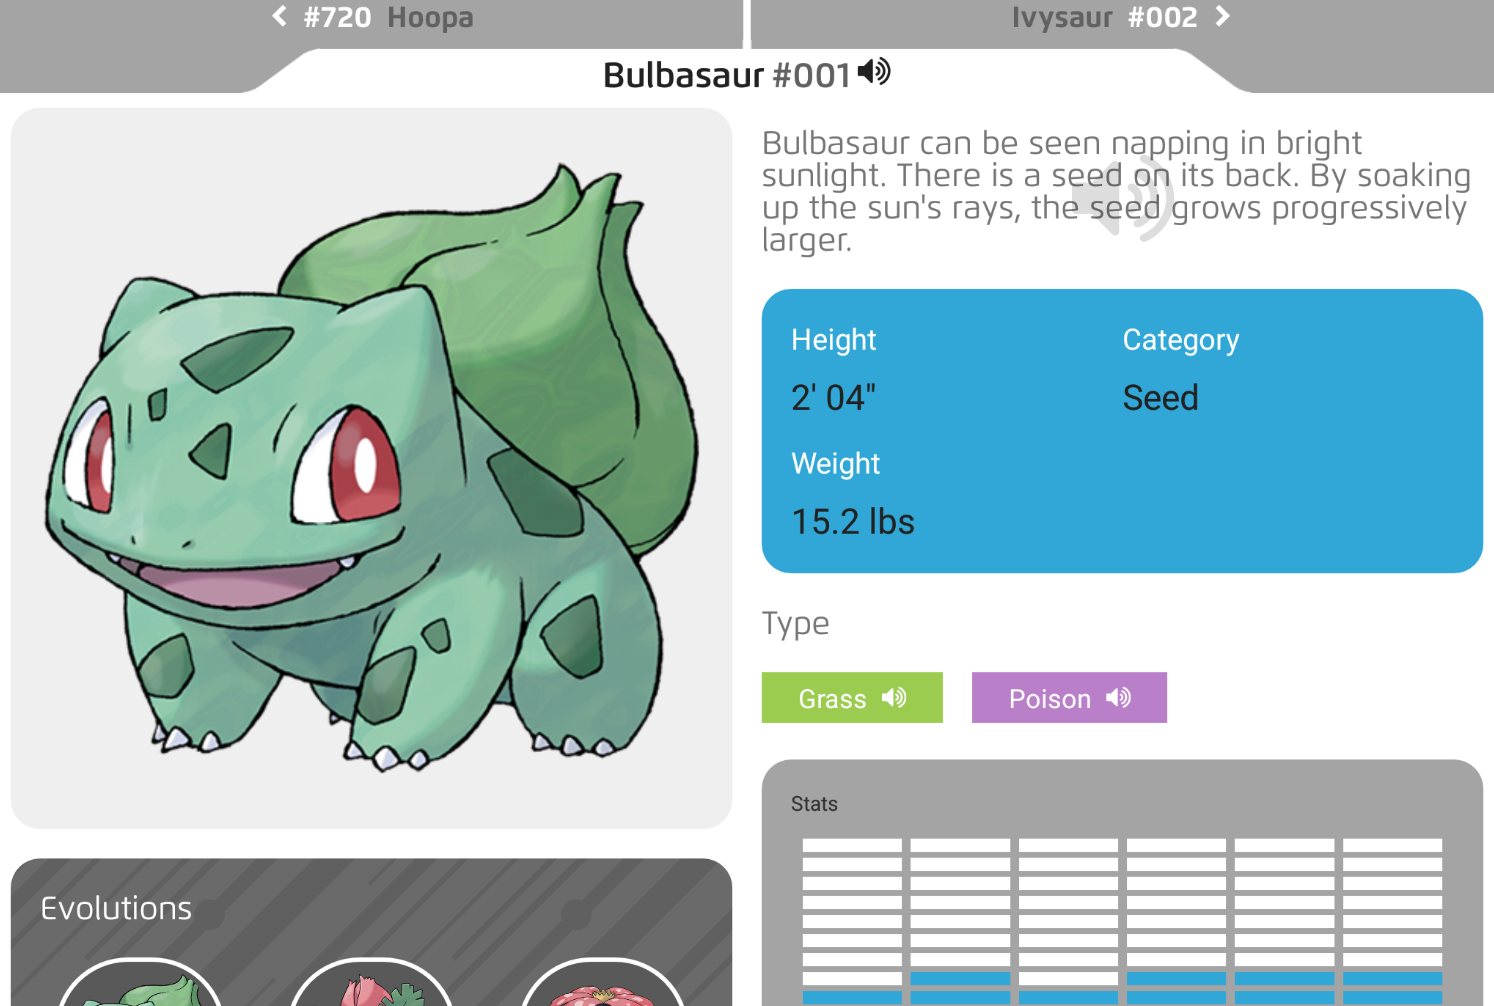 #720 Hoopa
Ivysaur #002
Bulbasaur #001
Bulbasaur can be seen napping in bright
sunlight. There is a seed on its back. By soaking
up the sun's rays, the seed grows progressively
larger.
Height
Category
2' 04"
Seed
Weight
15.2 lbs
Type
Grass
Poison
Stats
Evolutions